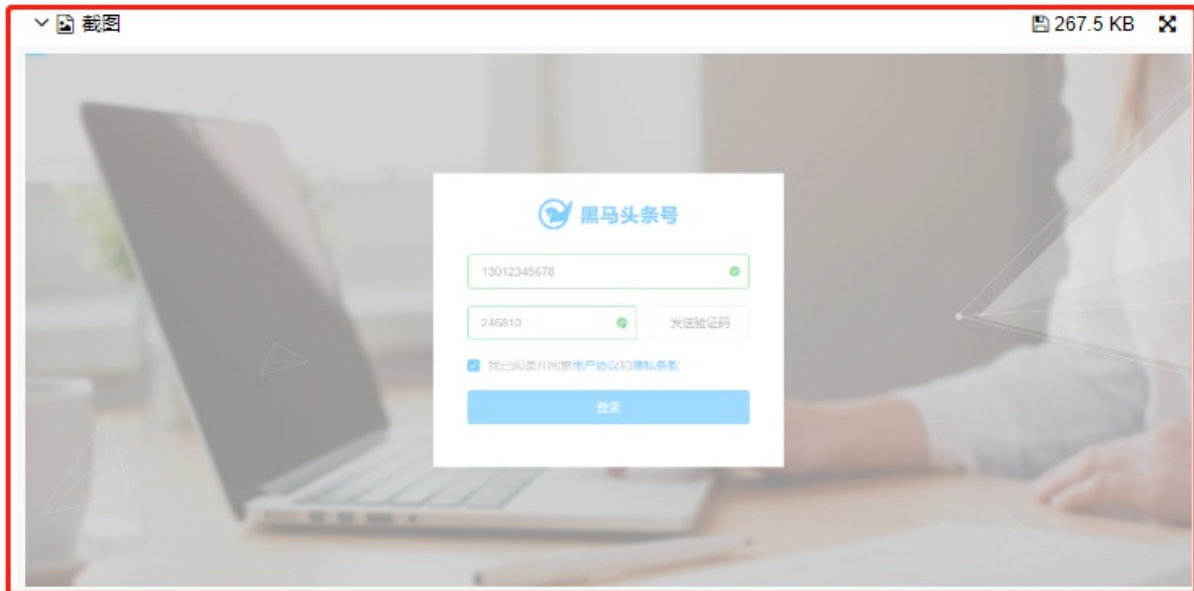 截图 267.5 KB
黑马头条号
13012345678
246810 发送验证码
我已阅读并同意用户协议和隐私条款
登录